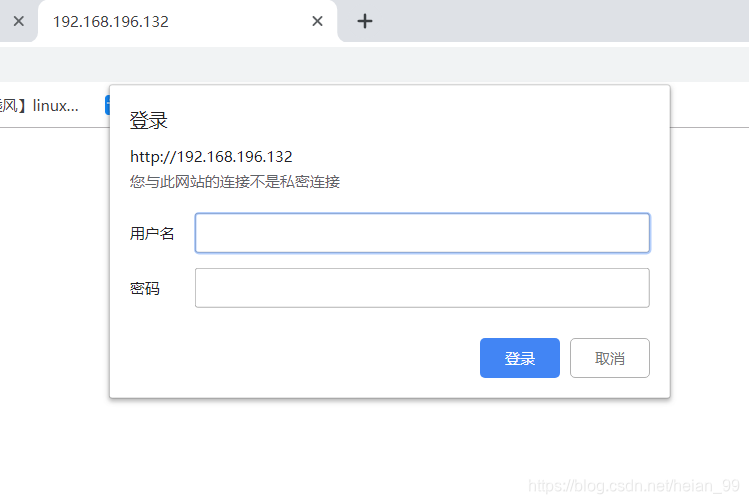 192.168.196.132
风】linux...
登录
http://192.168.196.132
您与此网站的连接不是私密连接
用户名
密码
登录
取消
https://blog.csdn.net/heian_99